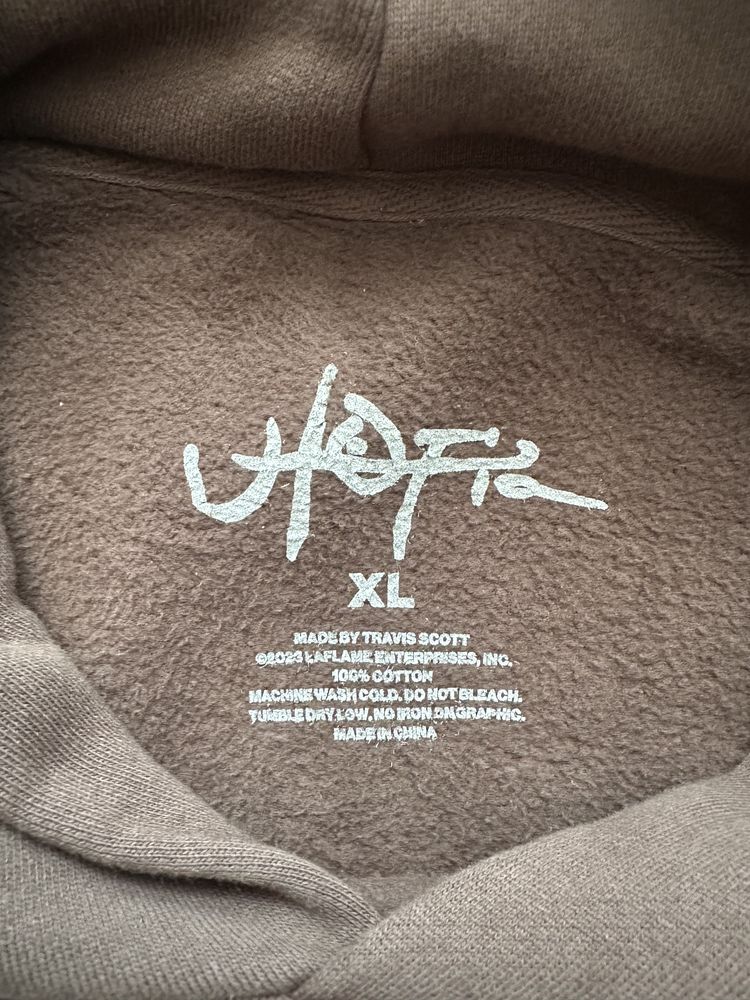 UTOPIA
XL
MADE BY TRAVIS SCOTT
©2023 LAFLAME ENTERPRISES, INC.
100% COTTON
MACHINE WASH COLD. DO NOT BLEACH.
TUMBLE DRY LOW. NO IRON ON GRAPHIC.
MADE IN CHINA